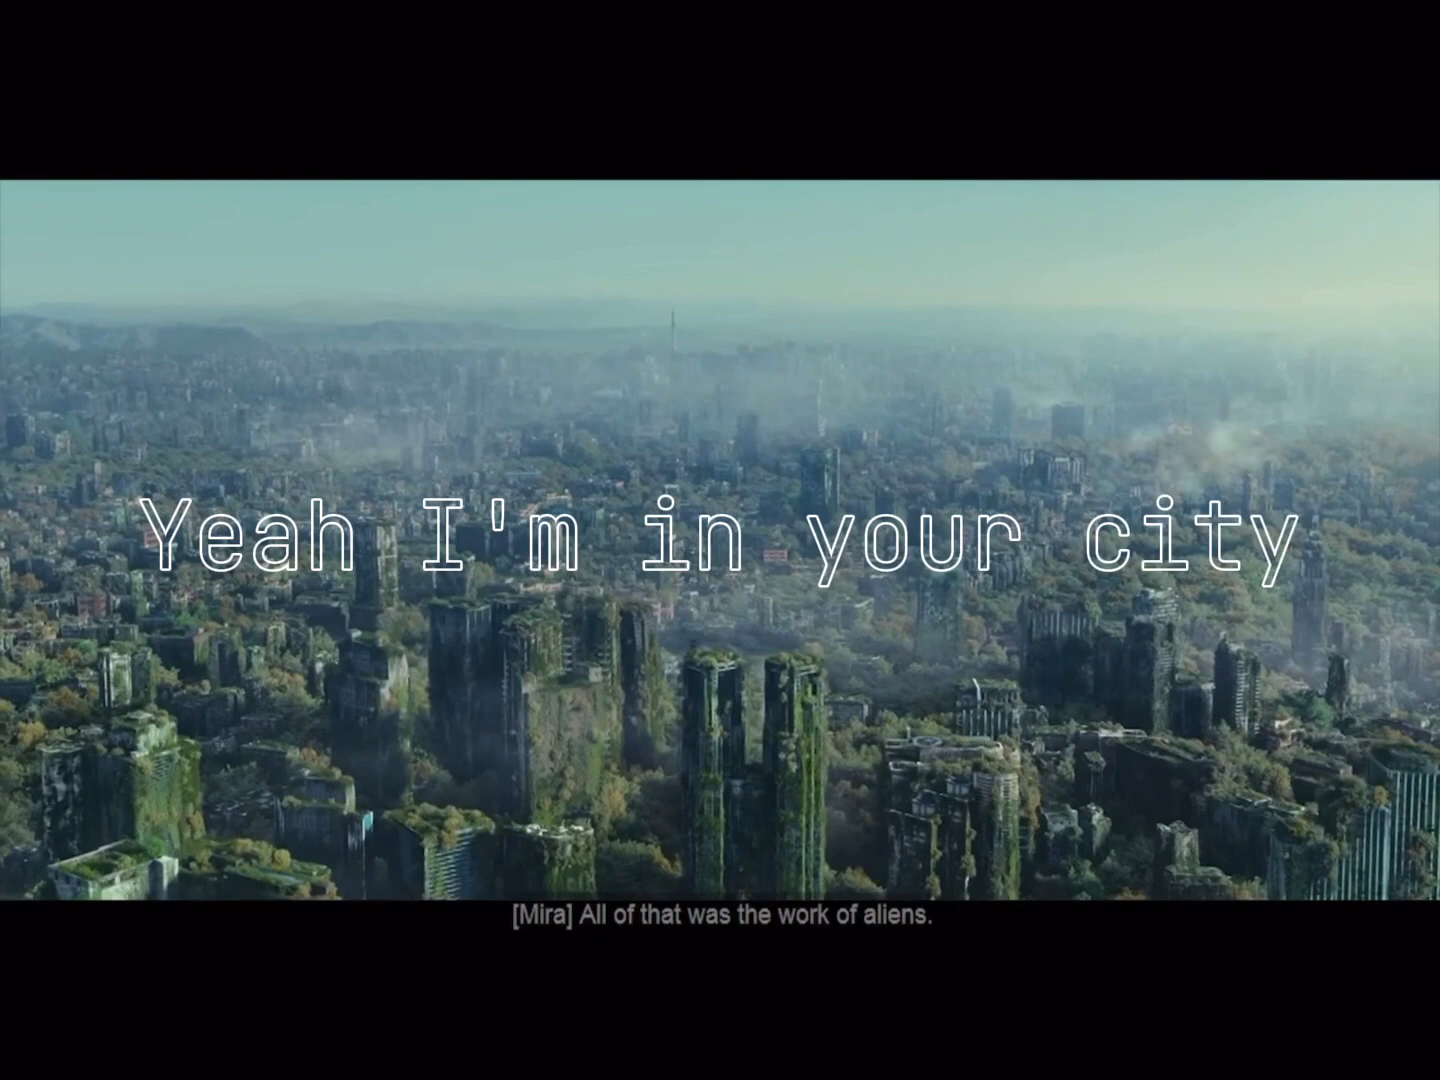 Yeah I'm in your city
[Mira] All of that was the work of aliens.